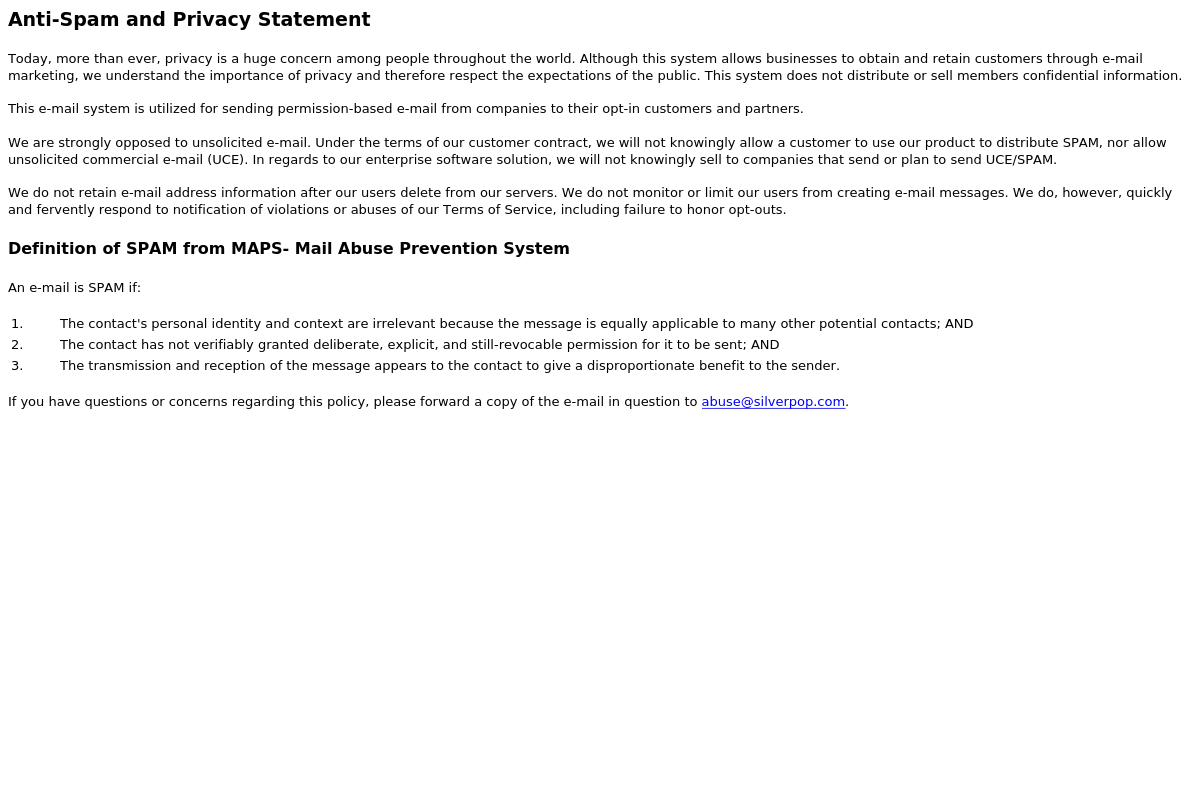 Anti-Spam and Privacy Statement
Today, more than ever, privacy is a huge concern among people throughout the world. Although this system allows businesses to obtain and retain customers through e-mail
marketing, we understand the importance of privacy and therefore respect the expectations of the public. This system does not distribute or sell members confidential information.
This e-mail system is utilized for sending permission-based e-mail from companies to their opt-in customers and partners.
We are strongly opposed to unsolicited e-mail. Under the terms of our customer contract, we will not knowingly allow a customer to use our product to distribute SPAM, nor allow
unsolicited commercial e-mail (UCE). In regards to our enterprise software solution, we will not knowingly sell to companies that send or plan to send UCE/SPAM.
We do not retain e-mail address information after our users delete from our servers. We do not monitor or limit our users from creating e-mail messages. We do, however, quickly
and fervently respond to notification of violations or abuses of our Terms of Service, including failure to honor opt-outs.
Definition of SPAM from MAPS- Mail Abuse Prevention System
An e-mail is SPAM if:
1. The contact's personal identity and context are irrelevant because the message is equally applicable to many other potential contacts; AND
2. The contact has not verifiably granted deliberate, explicit, and still-revocable permission for it to be sent; AND
3. The transmission and reception of the message appears to the contact to give a disproportionate benefit to the sender.
If you have questions or concerns regarding this policy, please forward a copy of the e-mail in question to abuse@silverpop.com.